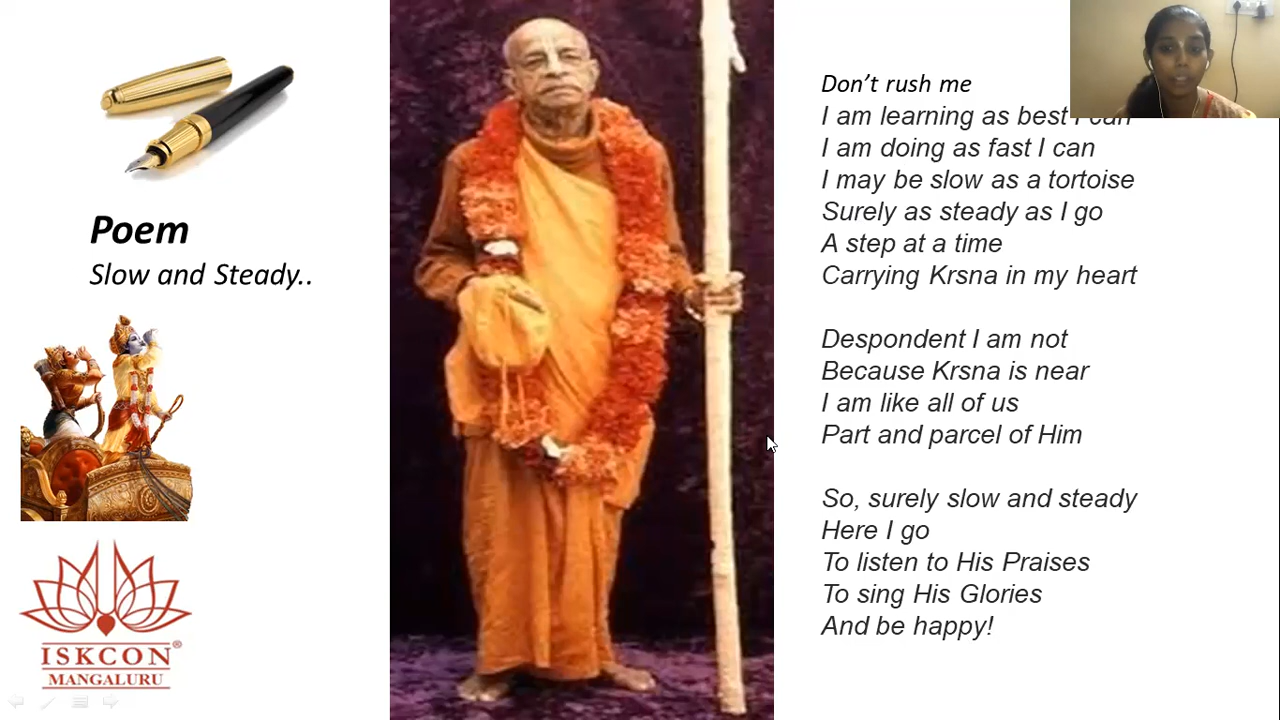 Poem
Slow and Steady..
ISKCON®
MANGALURU
Don't rush me
I am learning as best I can
I am doing as fast I can
I may be slow as a tortoise
Surely as steady as I go
A step at a time
Carrying Krsna in my heart
Despondent I am not
Because Krsna is near
I am like all of us
Part and parcel of Him
So, surely slow and steady
Here I go
To listen to His Praises
To sing His Glories
And be happy!